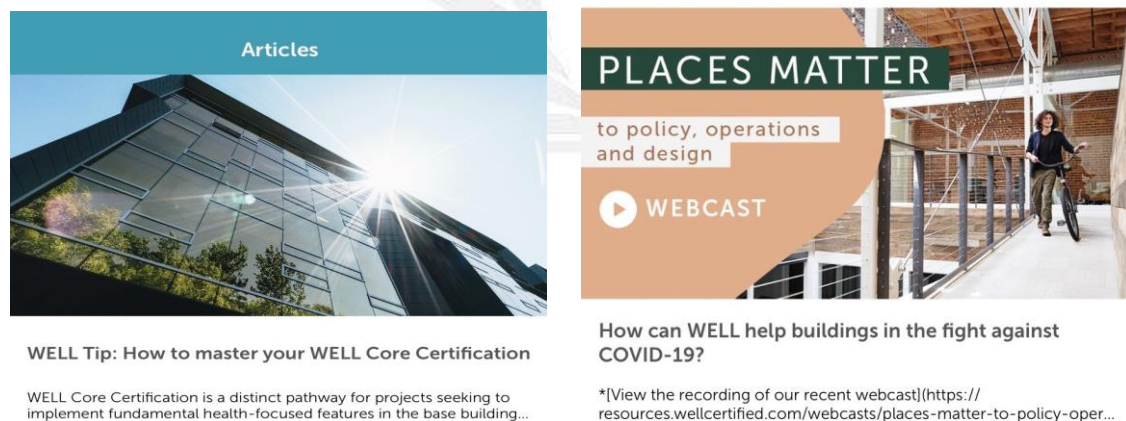 Articles
WELL Tip: How to master your WELL Core Certification
WELL Core Certification is a distinct pathway for projects seeking to
implement fundamental health-focused features in the base building...
PLACES MATTER
to policy, operations
and design
WEBCAST
How can WELL help buildings in the fight against
COVID-19?
*[View the recording of our recent webcast](https://
resources.wellcertified.com/webcasts/places-matter-to-policy-oper...